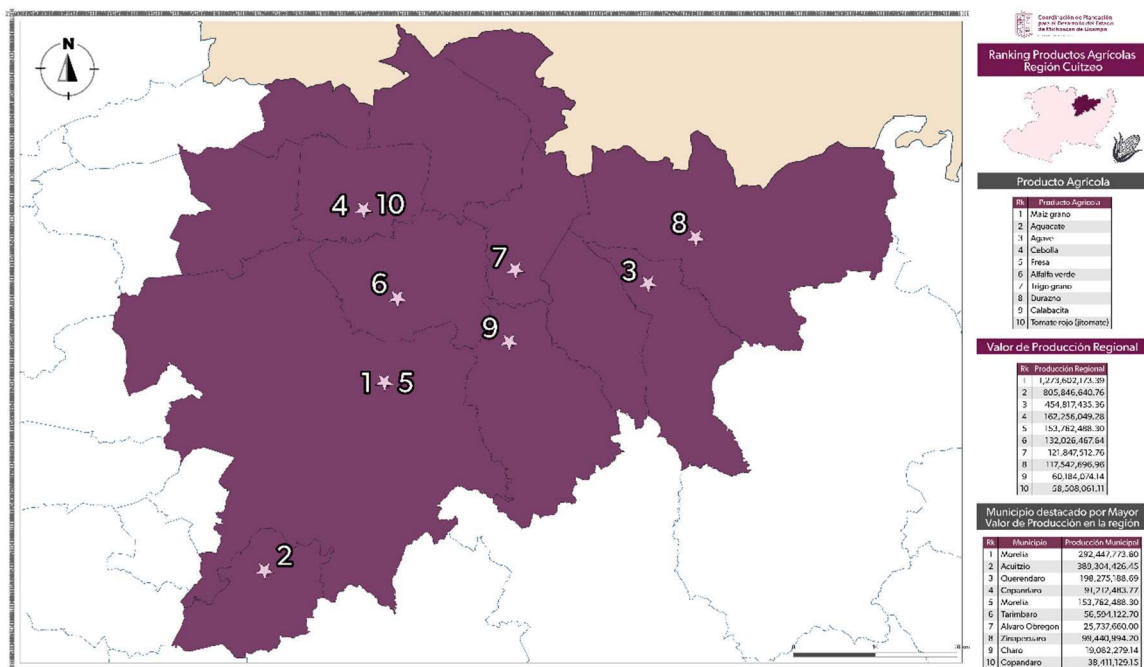 N
4 10
8
7
3
6
9
1 5
2
Coordinación de Planeación
para el Desarrollo del Estado
de Michoacán de Ocampo
Ranking Productos Agrícolas
Región Cuitzeo
Producto Agrícola
Rk Producto Agrícola
1 Maíz grano
2 Aguacate
3 Agave
4 Cebolla
5 Fresa
6 Alfalfa verde
7 Trigo grano
8 Durazno
9 Calabacita
10 Tomate rojo (jitomate)
Valor de Producción Regional
Rk Producción Regional
1 1,273,602,173.39
2 805,846,640.76
3 454,817,435.36
4 162,256,049.28
5 153,762,488.30
6 132,026,467.64
7 121,847,512.76
8 117,542,696.96
9 60,184,074.14
10 58,508,061.11
Municipio destacado por Mayor
Valor de Producción en la región
Rk Municipio Producción Municipal
1 Morelia 292,447,773.60
2 Acuitzio 389,304,426.45
3 Querendaro 198,275,188.69
4 Copandaro 91,212,483.77
5 Morelia 153,762,488.30
6 Tarimbaro 56,594,122.70
7 Alvaro Obregon 25,737,660.00
8 Zinapecuaro 99,440,994.20
9 Charo 19,082,279.14
10 Copandaro 38,411,129.11